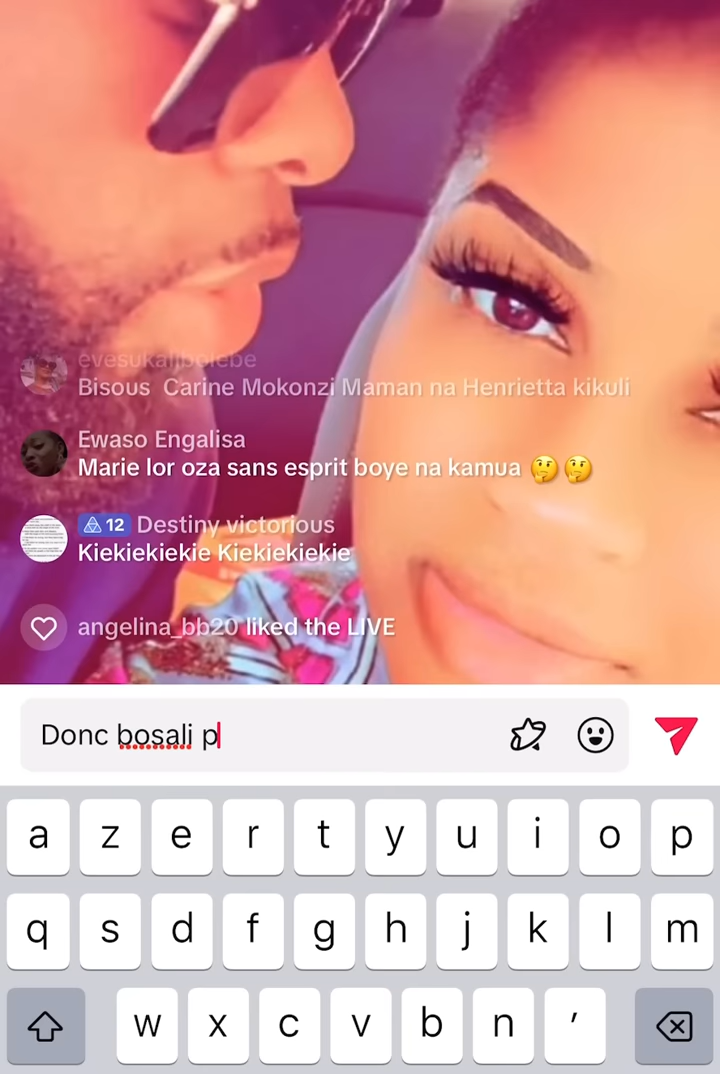 evesukalipolebe
Bisous Carine Mokonzi Maman na Henrietta kikuli
Ewaso Engalisa
Marie lor oza sans esprit boye na kamua 🤔🤔
12 Destiny victorious
Kiekiekiekie Kiekiekiekie
angelina_bb20 liked the LIVE
Donc bosali p
a z e r t y u i o p
q s d f g h j k l m
w x c v b n ’